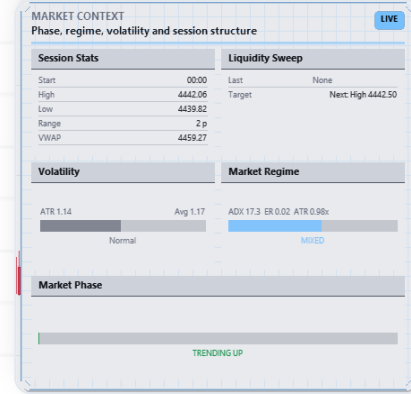 MARKET CONTEXT
LIVE
Phase, regime, volatility and session structure
Session Stats
Start 00:00
High 4442.06
Low 4439.82
Range 2 p
VWAP 4459.27
Liquidity Sweep
Last None
Target Next: High 4442.50
Volatility
ATR 1.14 Avg 1.17
Normal
Market Regime
ADX 17.3 ER 0.02 ATR 0.98x
MIXED
Market Phase
TRENDING UP